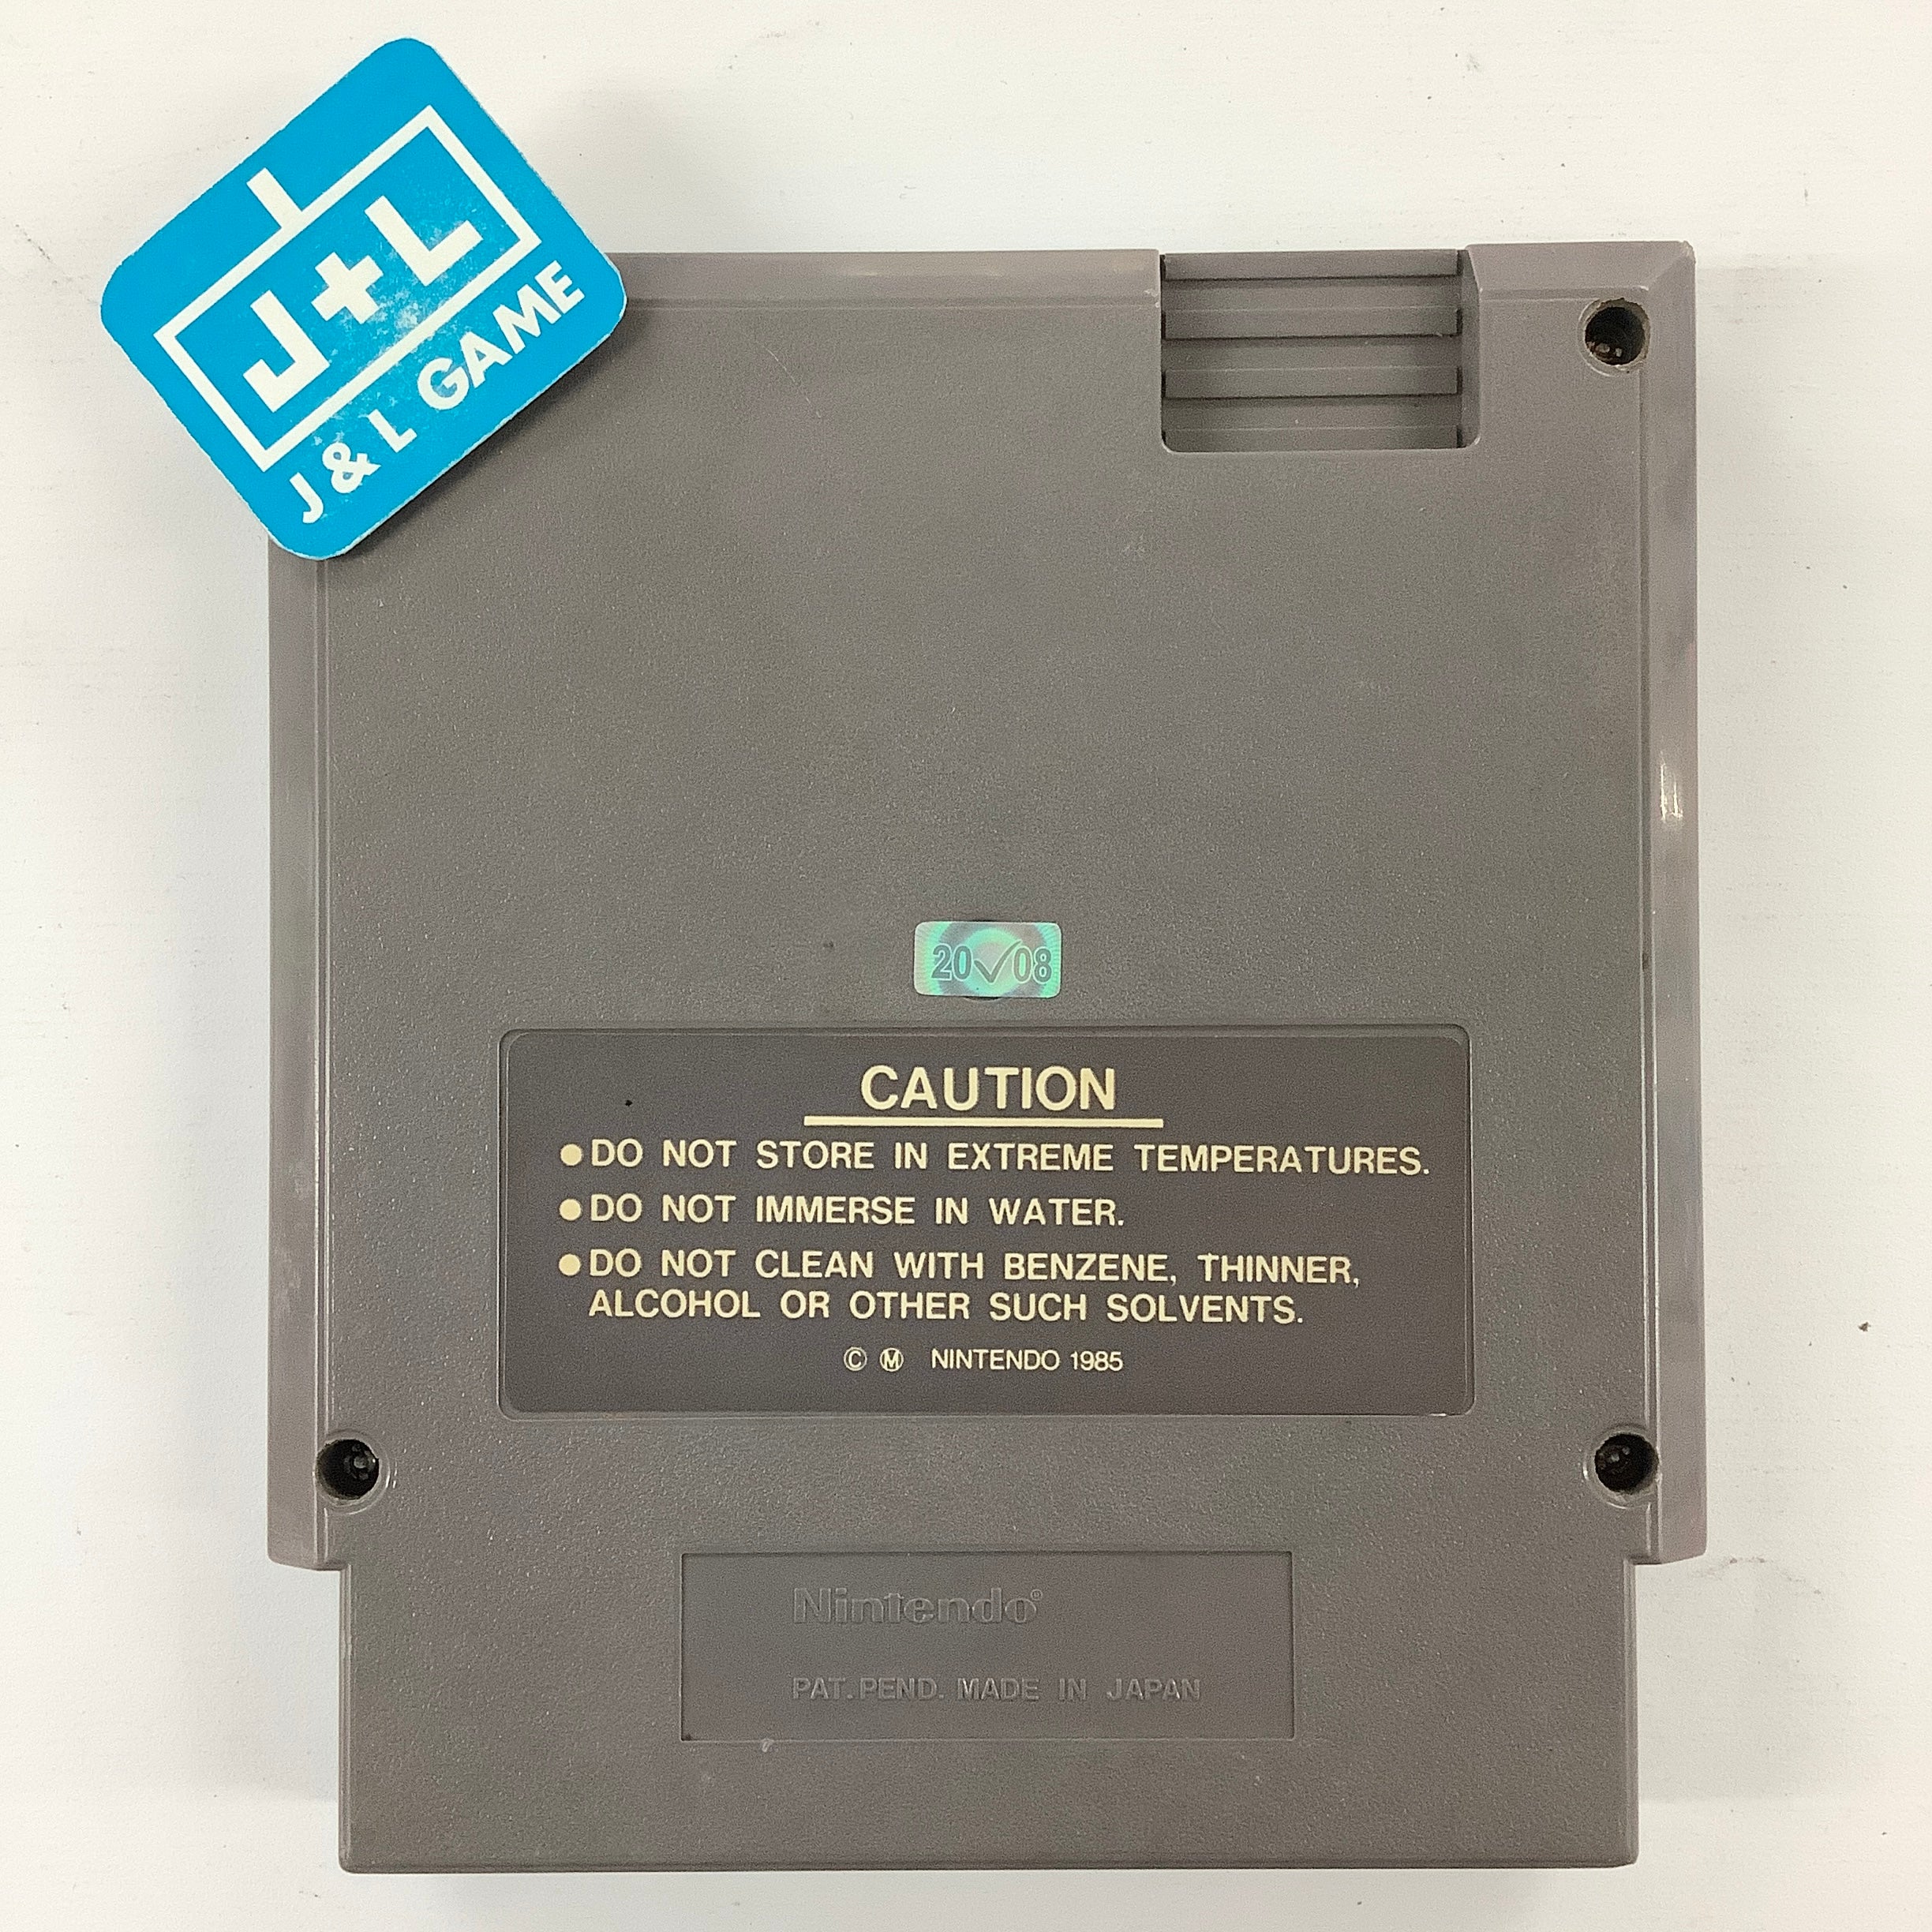 J+L
J & L GAME
20✓08
CAUTION
●DO NOT STORE IN EXTREME TEMPERATURES.
●DO NOT IMMERSE IN WATER.
●DO NOT CLEAN WITH BENZENE, THINNER,
ALCOHOL OR OTHER SUCH SOLVENTS.
© Ⓜ NINTENDO 1985
Nintendo®
PAT. PEND. MADE IN JAPAN